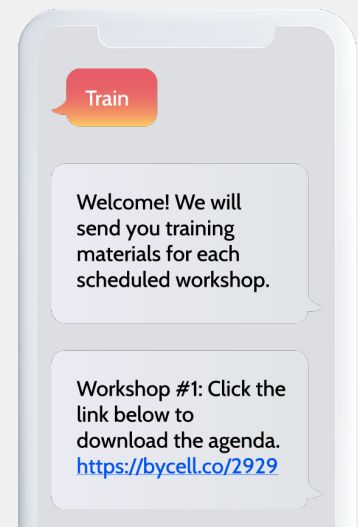 Train
Welcome! We will
send you training
materials for each
scheduled workshop.
Workshop #1: Click the
link below to
download the agenda.
https://bycell.co/2929